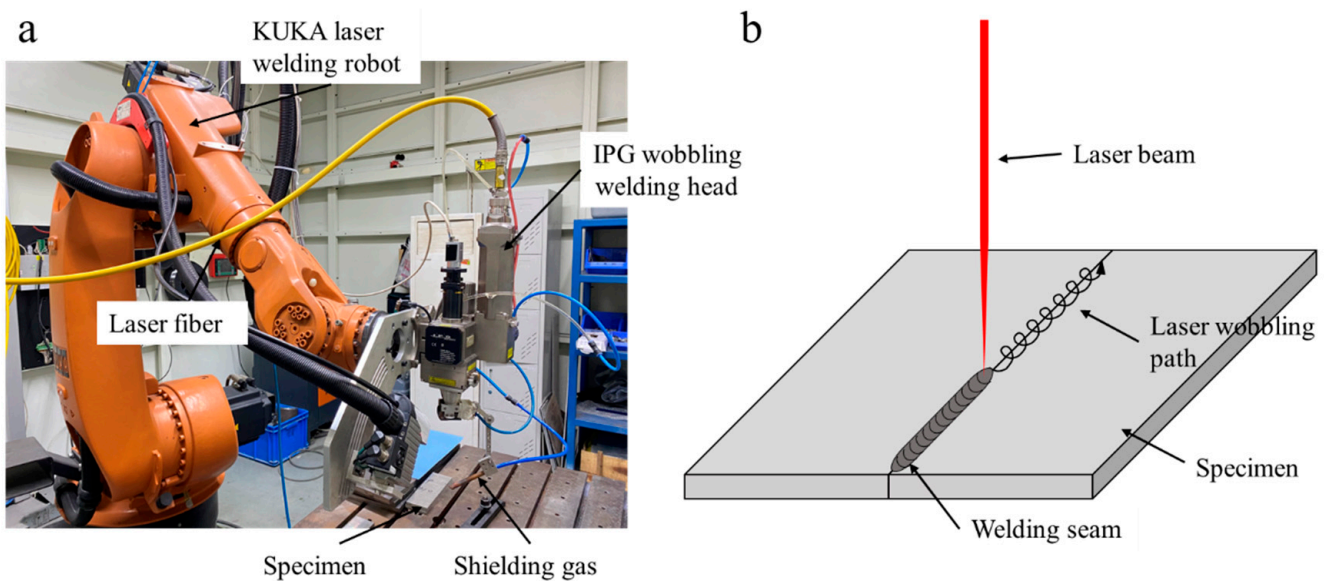 a
KUKA laser
welding robot
IPG wobbling
welding head
Laser fiber
Specimen
Shielding gas
b
Laser beam
Laser wobbling
path
Specimen
Welding seam